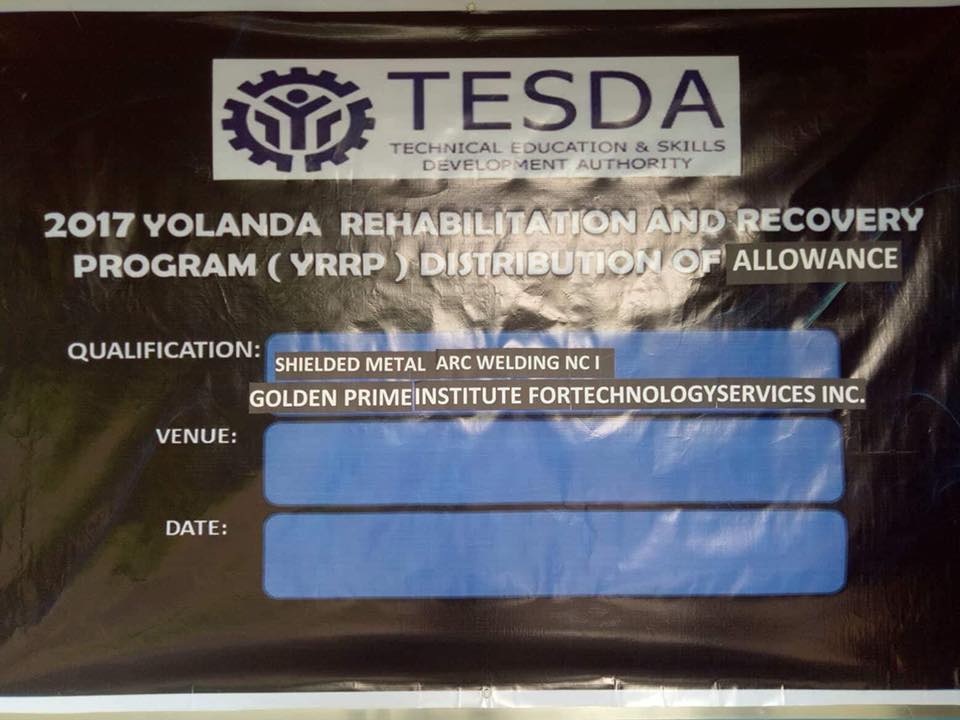 TESDA
TECHNICAL EDUCATION & SKILLS
DEVELOPMENT AUTHORITY
2017 YOLANDA REHABILITATION AND RECOVERY
PROGRAM ( YRRP ) DISTRIBUTION OF ALLOWANCE
QUALIFICATION:
SHIELDED METAL ARC WELDING NC I
GOLDEN PRIME INSTITUTE FORTECHNOLOGYSERVICES INC.
VENUE:
DATE: